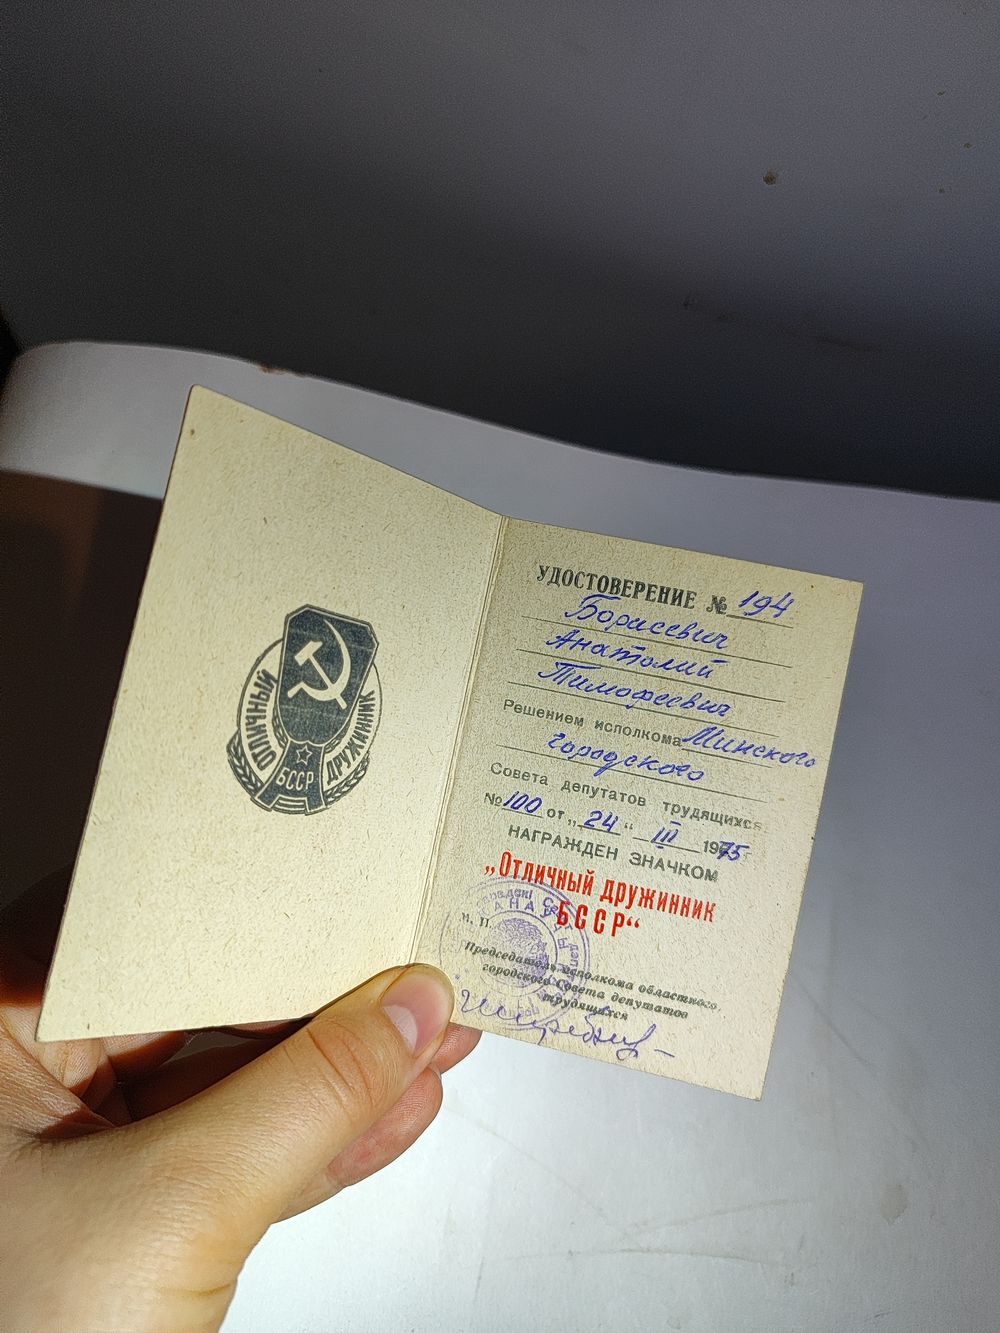 ОТЛИЧНЫЙ
ДРУЖИННИК
БССР
УДОСТОВЕРЕНИЕ № 194
Борисевич
Анатолий
Тимофеевич
Решением исполкома Минского
городского
Совета депутатов трудящихся
№ 100 от „24“ III 1975 г.
НАГРАЖДЕН ЗНАЧКОМ
„Отличный дружинник
БССР“
М. П.
Председатель исполкома областного,
городского Совета депутатов
трудящихся